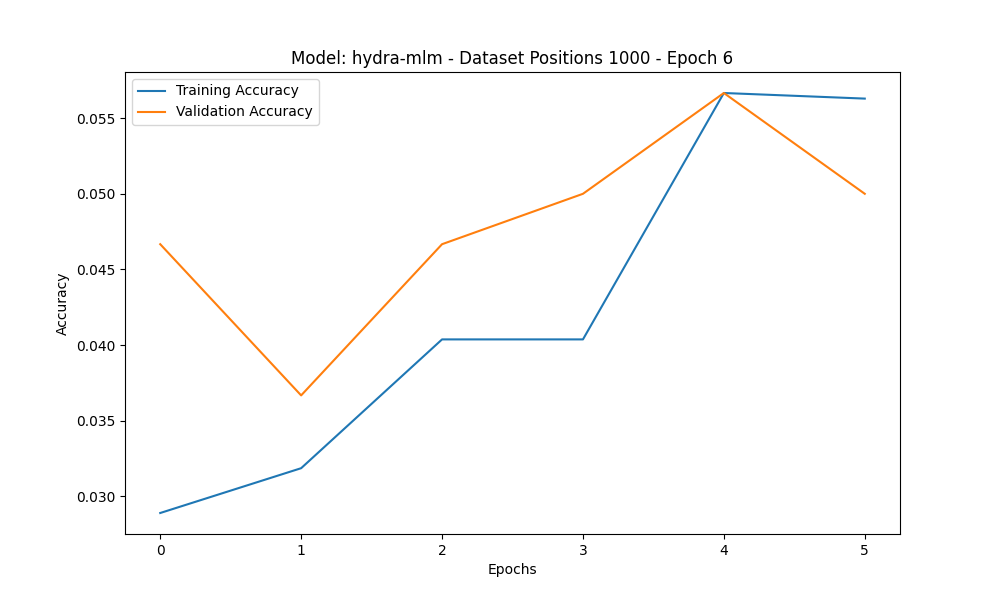 Model: hydra-mlm - Dataset Positions 1000 - Epoch 6
Training Accuracy
Validation Accuracy
0.055
0.050
0.045
0.040
0.035
0.030
Accuracy
0 1 2 3 4 5
Epochs